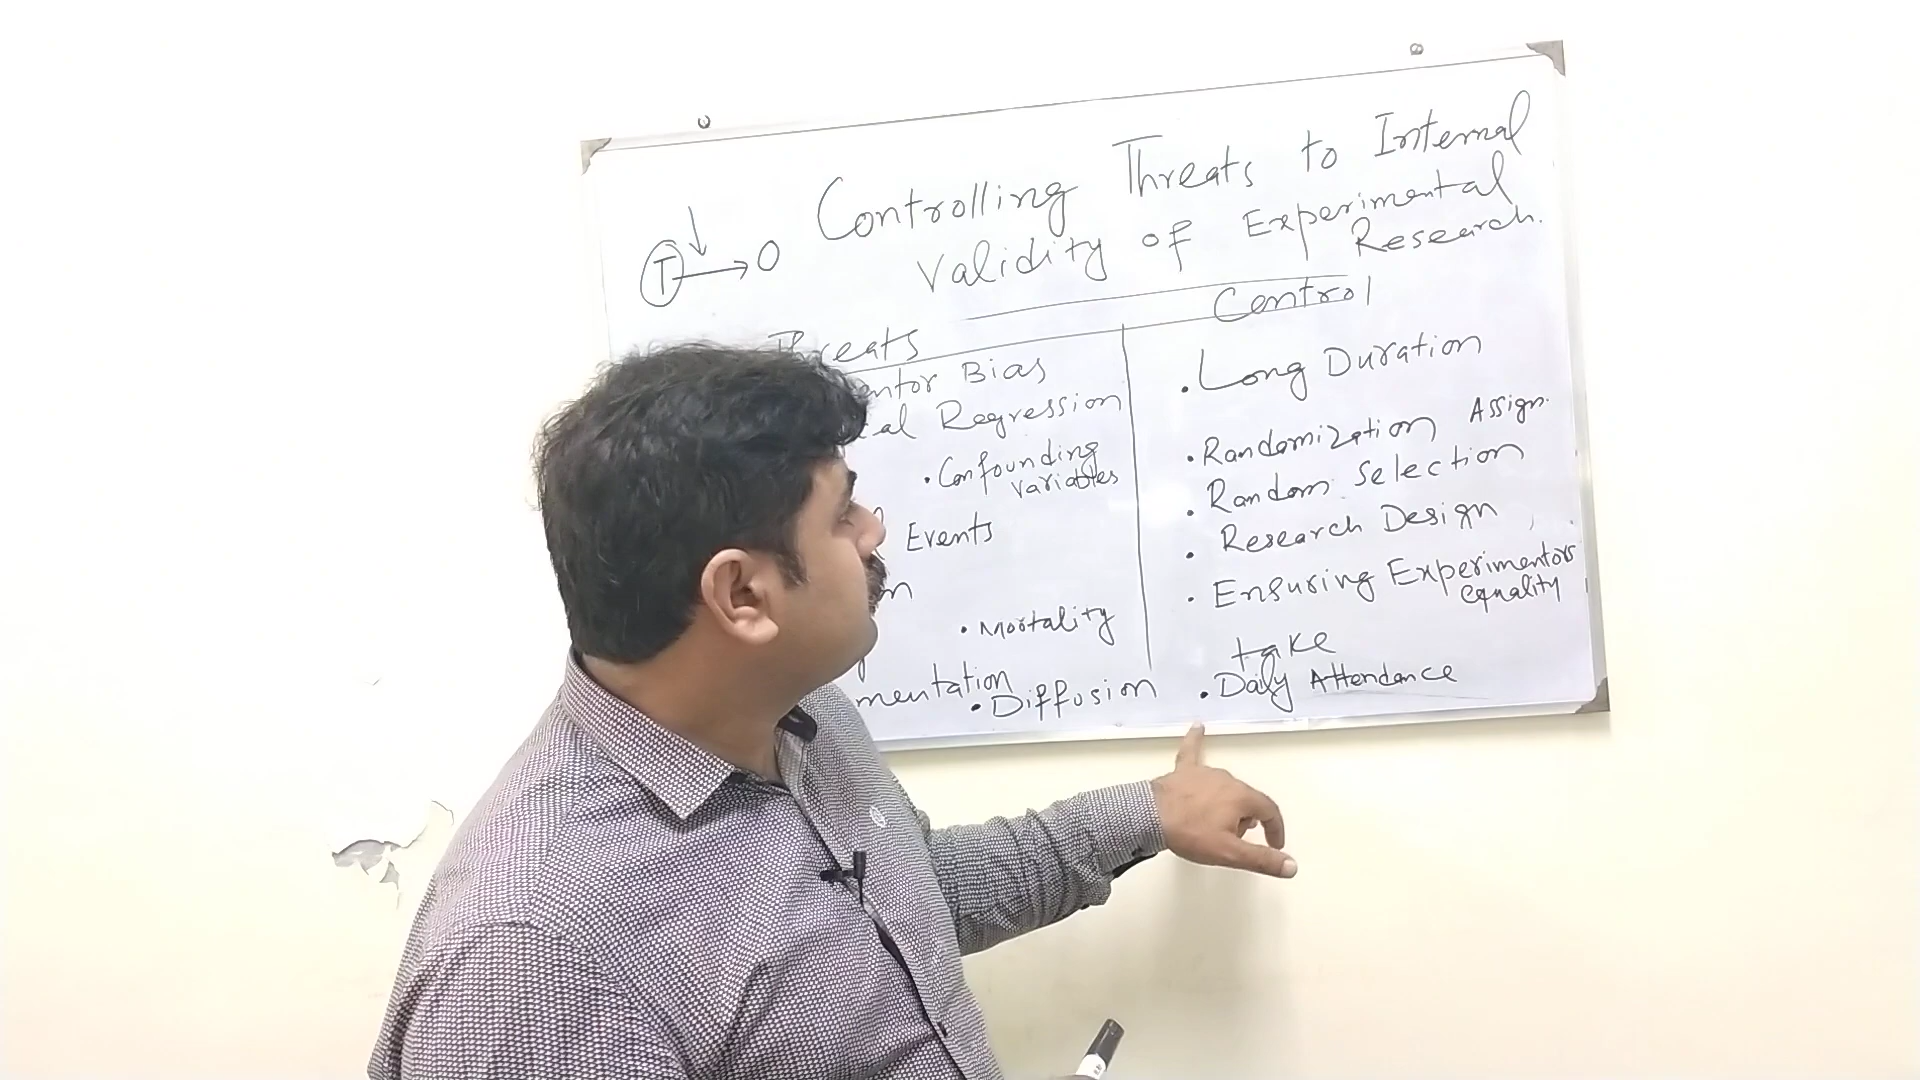 Controlling Threats to Internal
Validity of Experimental
Research.
T → O
Threats
Bias
Regression
• Confounding
variables
Events
• Mortality
• Diffusion
Control
• Long Duration
• Randomization Assign.
• Random Selection
• Research Design
• Ensuring Experimentors
equality
take
• Daily Attendance